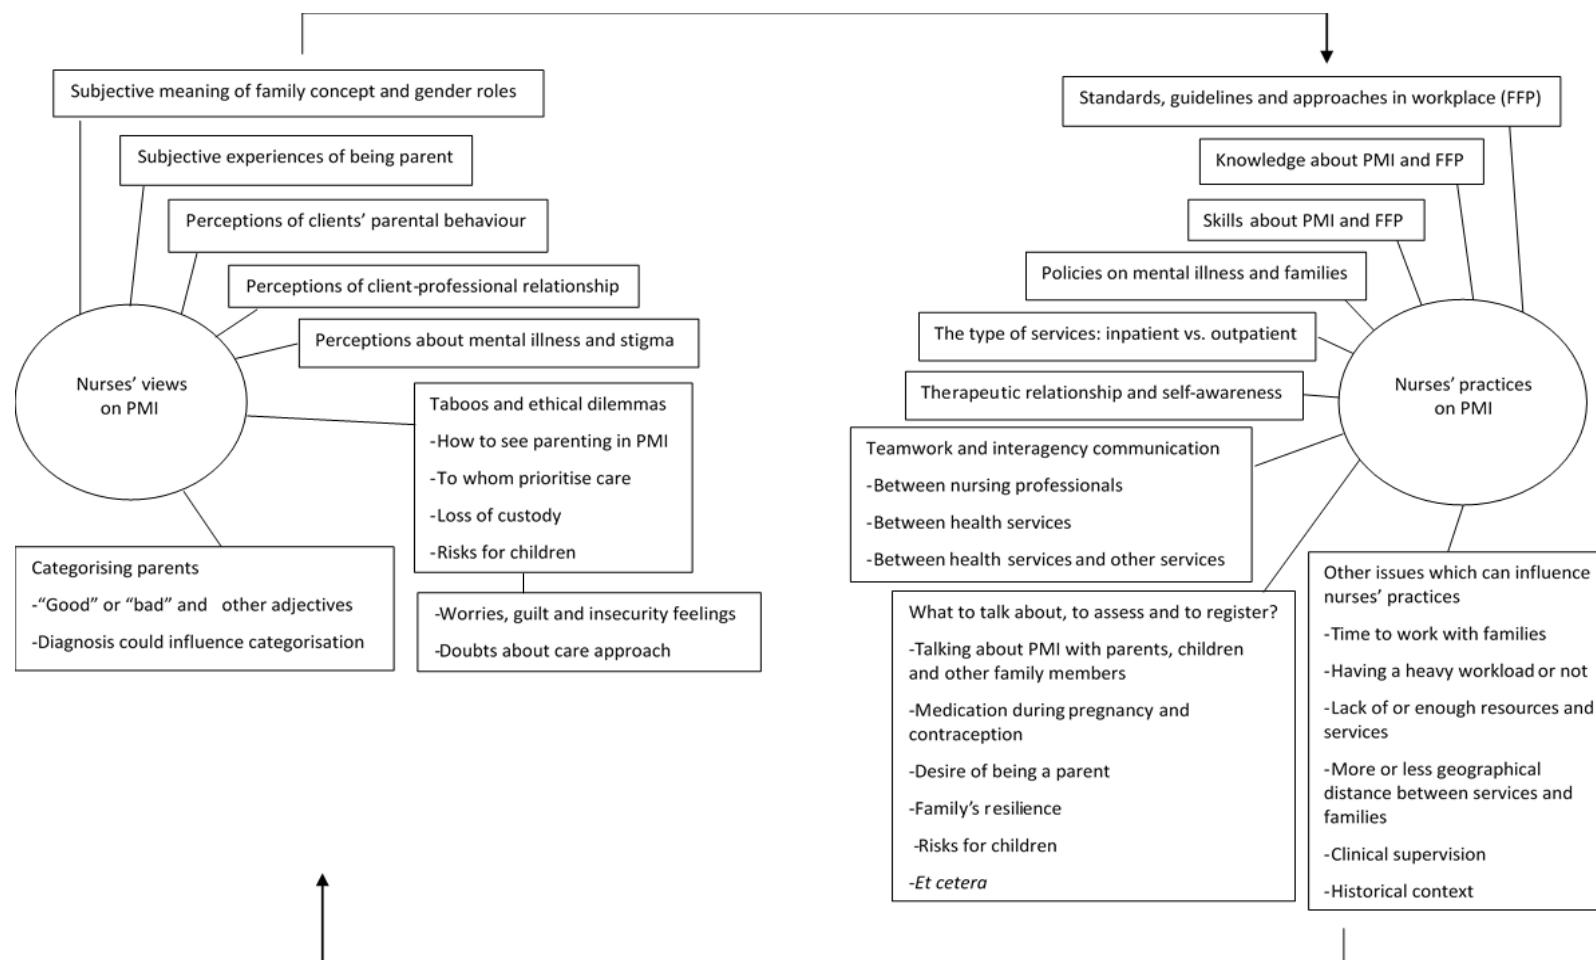 Subjective meaning of family concept and gender roles
Subjective experiences of being parent
Perceptions of clients' parental behaviour
Perceptions of client-professional relationship
Perceptions about mental illness and stigma
Nurses' views
on PMI
Taboos and ethical dilemmas
-How to see parenting in PMI
-To whom prioritise care
-Loss of custody
-Risks for children
-Worries, guilt and insecurity feelings
-Doubts about care approach
Categorising parents
-"Good" or "bad" and other adjectives
-Diagnosis could influence categorisation
Standards, guidelines and approaches in workplace (FFP)
Knowledge about PMI and FFP
Skills about PMI and FFP
Policies on mental illness and families
The type of services: inpatient vs. outpatient
Therapeutic relationship and self-awareness
Nurses' practices
on PMI
Teamwork and interagency communication
-Between nursing professionals
-Between health services
-Between health services and other services
What to talk about, to assess and to register?
-Talking about PMI with parents, children
and other family members
-Medication during pregnancy and
contraception
-Desire of being a parent
-Family's resilience
-Risks for children
-Et cetera
Other issues which can influence
nurses' practices
-Time to work with families
-Having a heavy workload or not
-Lack of or enough resources and
services
-More or less geographical
distance between services and
families
-Clinical supervision
-Historical context